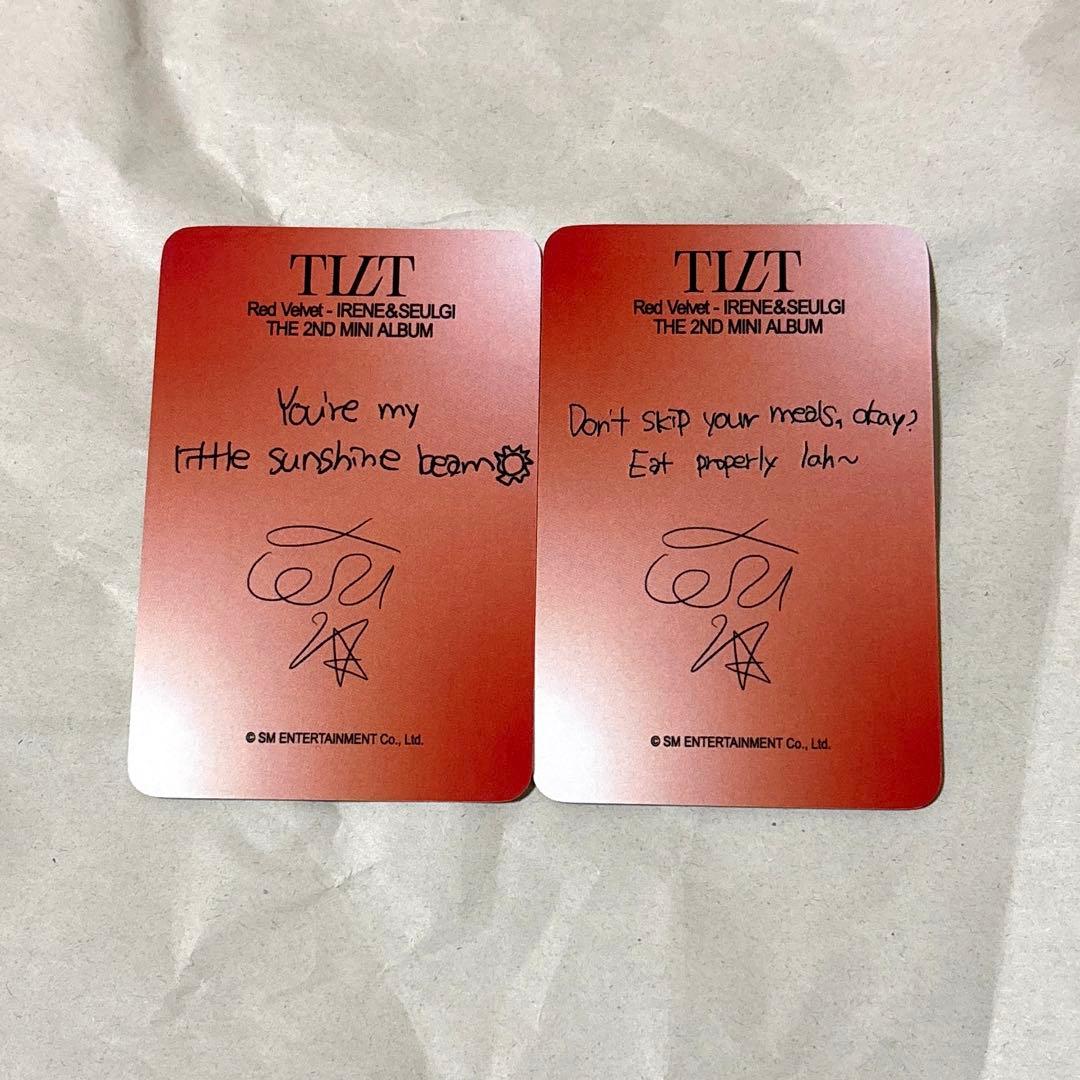 TILT
Red Velvet - IRENE&SEULGI
THE 2ND MINI ALBUM
You're my
little sunshine beam
© SM ENTERTAINMENT Co., Ltd.
TILT
Red Velvet - IRENE&SEULGI
THE 2ND MINI ALBUM
Don't skip your meals, okay?
Eat properly lah~
© SM ENTERTAINMENT Co., Ltd.